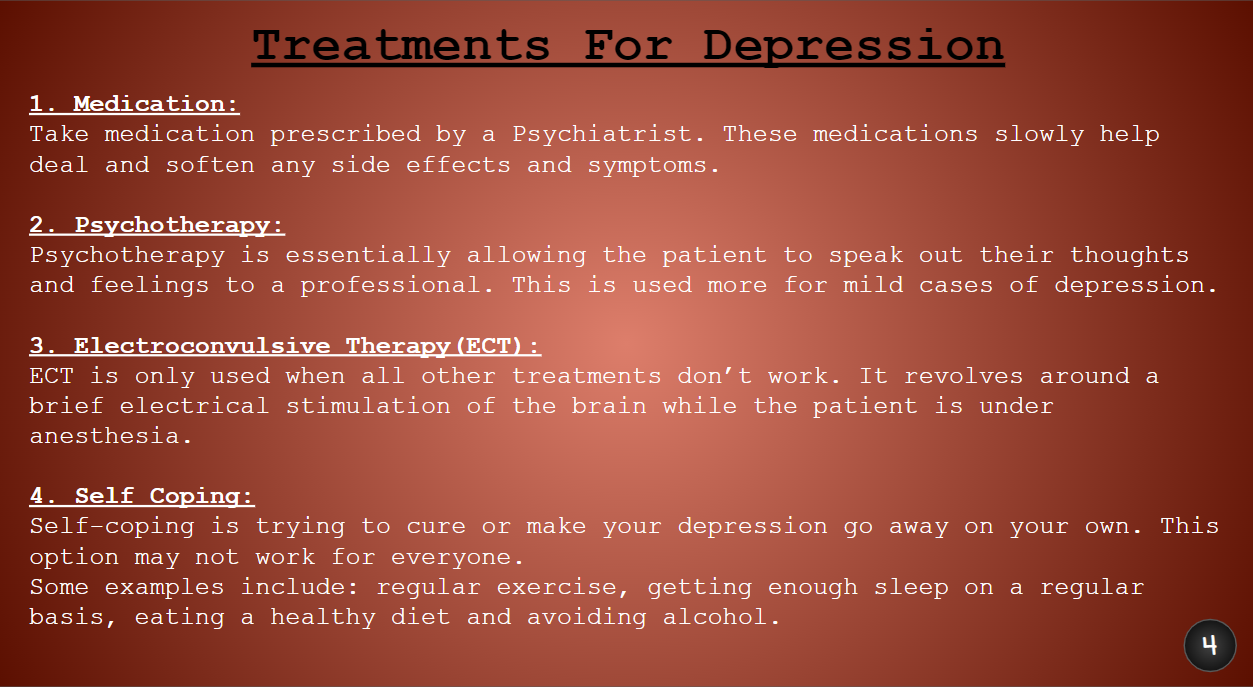 Treatments For Depression
1. Medication:
Take medication prescribed by a Psychiatrist. These medications slowly help
deal and soften any side effects and symptoms.
2. Psychotherapy:
Psychotherapy is essentially allowing the patient to speak out their thoughts
and feelings to a professional. This is used more for mild cases of depression.
3. Electroconvulsive Therapy(ECT):
ECT is only used when all other treatments don’t work. It revolves around a
brief electrical stimulation of the brain while the patient is under
anesthesia.
4. Self Coping:
Self-coping is trying to cure or make your depression go away on your own. This
option may not work for everyone.
Some examples include: regular exercise, getting enough sleep on a regular
basis, eating a healthy diet and avoiding alcohol.
4